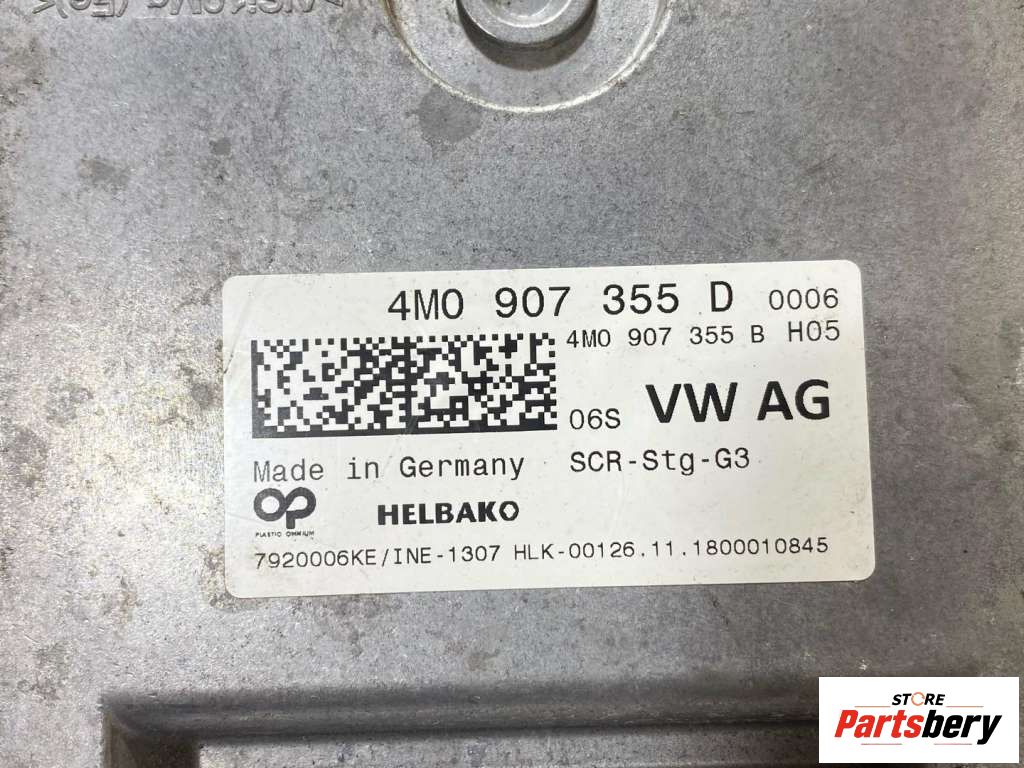 4M0 907 355 D 0006
4M0 907 355 B H05
06S VW AG
Made in Germany SCR-Stg-G3
OP
PLASTIC OMNIUM
HELBAKO
7920006KE/INE-1307 HLK-00126.11.1800010845
STORE
Partsbery